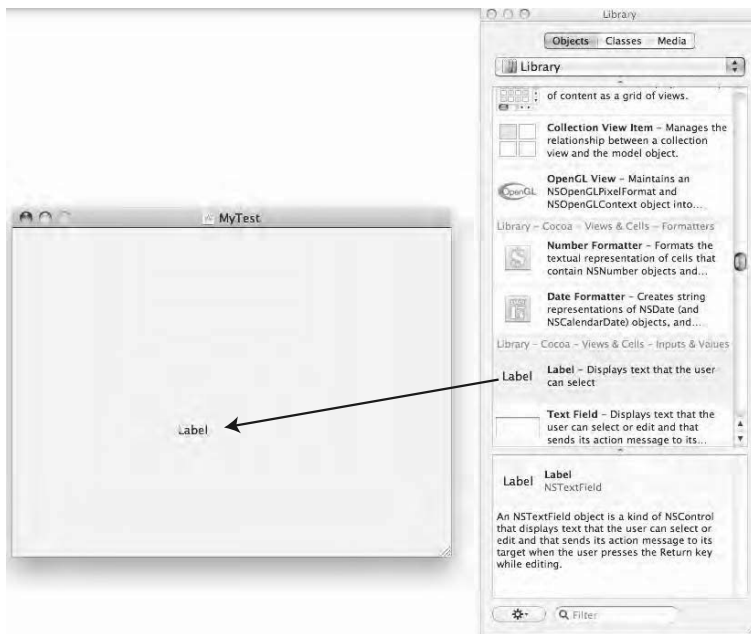 Library
Objects Classes Media
Library
of content as a grid of views.
Collection View Item – Manages the
relationship between a collection
view and the model object.
OpenGL
OpenGL View – Maintains an
NSOpenGLPixelFormat and
NSOpenGLContext object into...
Library – Cocoa – Views & Cells – Formatters
Number Formatter – Formats the
textual representation of cells that
contain NSNumber objects and...
Date Formatter – Creates string
representations of NSDate (and
NSCalendarDate) objects, and...
Library – Cocoa – Views & Cells – Inputs & Values
Label
Label – Displays text that the user
can select
Text Field – Displays text that the
user can select or edit and that
sends its action message to its...
Label
Label
NSTextField
An NSTextField object is a kind of NSControl
that displays text that the user can select or
edit and that sends its action message to its
target when the user presses the Return key
while editing.
Filter
MyTest
Label